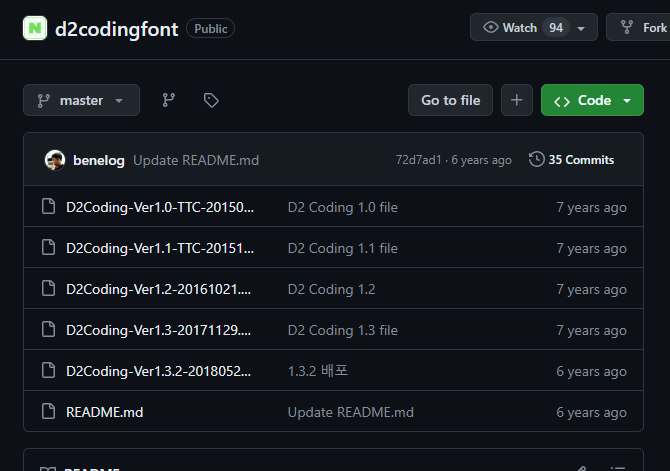 N d2codingfont Public Watch 94 Fork
master Go to file + Code
benelog Update README.md 72d7ad1 · 6 years ago 35 Commits
D2Coding-Ver1.0-TTC-20150... D2 Coding 1.0 file 7 years ago
D2Coding-Ver1.1-TTC-20151... D2 Coding 1.1 file 7 years ago
D2Coding-Ver1.2-20161021.... D2 Coding 1.2 7 years ago
D2Coding-Ver1.3-20171129.... D2 Coding 1.3 file 7 years ago
D2Coding-Ver1.3.2-2018052... 1.3.2 배포 6 years ago
README.md Update README.md 6 years ago
README